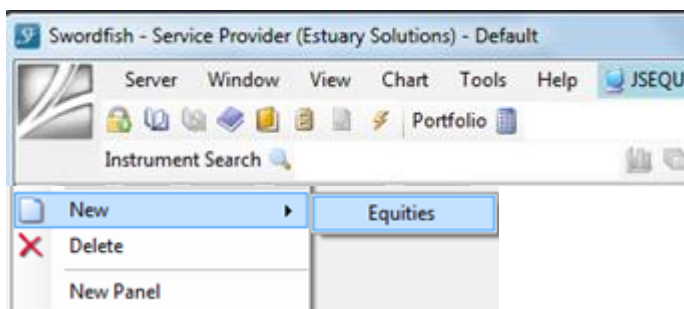 Swordfish - Service Provider (Estuary Solutions) - Default
Server Window View Chart Tools Help JSEQU
Portfolio
Instrument Search
New Equities
Delete
New Panel